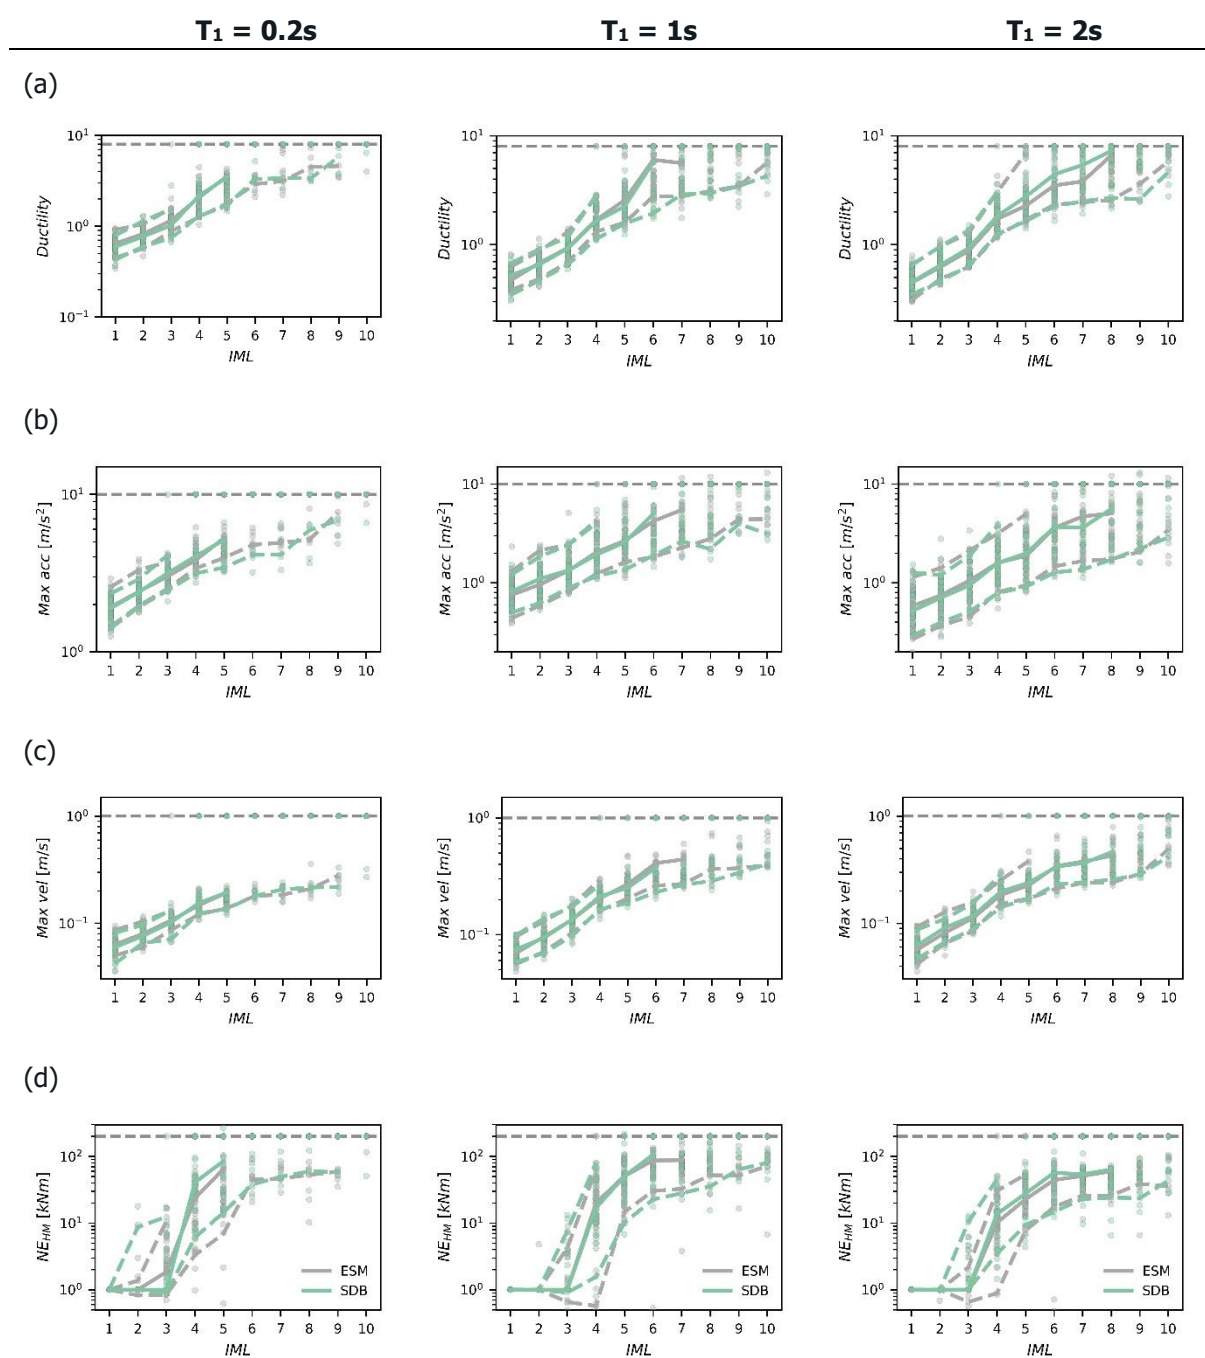 T₁ = 0.2s T₁ = 1s T₁ = 2s
(a)
10¹ 10⁰ 10⁻¹
Ductility
1 2 3 4 5 6 7 8 9 10
IML
10¹ 10⁰
Ductility
1 2 3 4 5 6 7 8 9 10
IML
10¹ 10⁰
Ductility
1 2 3 4 5 6 7 8 9 10
IML
(b)
10¹ 10⁰
Max acc [m/s²]
1 2 3 4 5 6 7 8 9 10
IML
10¹ 10⁰
Max acc [m/s²]
1 2 3 4 5 6 7 8 9 10
IML
10¹ 10⁰
Max acc [m/s²]
1 2 3 4 5 6 7 8 9 10
IML
(c)
10⁰ 10⁻¹
Max vel [m/s]
1 2 3 4 5 6 7 8 9 10
IML
10⁰ 10⁻¹
Max vel [m/s]
1 2 3 4 5 6 7 8 9 10
IML
10⁰ 10⁻¹
Max vel [m/s]
1 2 3 4 5 6 7 8 9 10
IML
(d)
10² 10¹ 10⁰
NE_HM [kNm]
ESM
SDB
1 2 3 4 5 6 7 8 9 10
IML
10² 10¹ 10⁰
NE_HM [kNm]
ESM
SDB
1 2 3 4 5 6 7 8 9 10
IML
10² 10¹ 10⁰
NE_HM [kNm]
ESM
SDB
1 2 3 4 5 6 7 8 9 10
IML